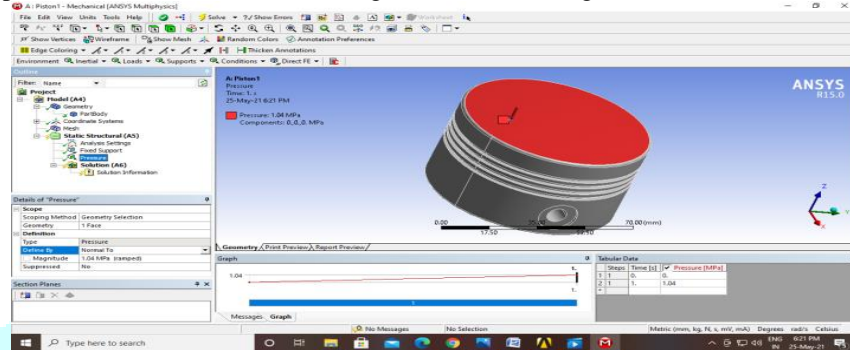 A : Piston1 - Mechanical [ANSYS Multiphysics]
File Edit View Units Tools Help Solve ?/ Show Errors Worksheet
Show Vertices Wireframe Show Mesh Random Colors Annotation Preferences
Edge Coloring Thicken Annotations
Environment Inertial Loads Supports Conditions Direct FE
Outline
Filter: Name
Project
Model (A4)
Geometry
PartBody
Coordinate Systems
Mesh
Static Structural (A5)
Analysis Settings
Fixed Support
Pressure
Solution (A6)
Solution Information
A: Piston1
Pressure
Time: 1. s
25-May-21 6:21 PM
Pressure: 1.04 MPa
Components: 0.,0.,0. MPa
ANSYS
R15.0
0.00 70.00 (mm)
17.50
Z
Y
X
Geometry Print Preview Report Preview
Details of "Pressure"
Scope
Scoping Method Geometry Selection
Geometry 1 Face
Definition
Type Pressure
Define By Normal To
Magnitude 1.04 MPa (ramped)
Suppressed No
Section Planes
Graph
1.04
1.
1.
1
Messages Graph
Tabular Data
Steps Time [s] Pressure [MPa]
1 1 0. 0.
2 1 1. 1.04
*
No Messages No Selection Metric (mm, kg, N, s, mV, mA) Degrees rad/s Celsius
Type here to search
ENG 6:21 PM
IN 25-May-21